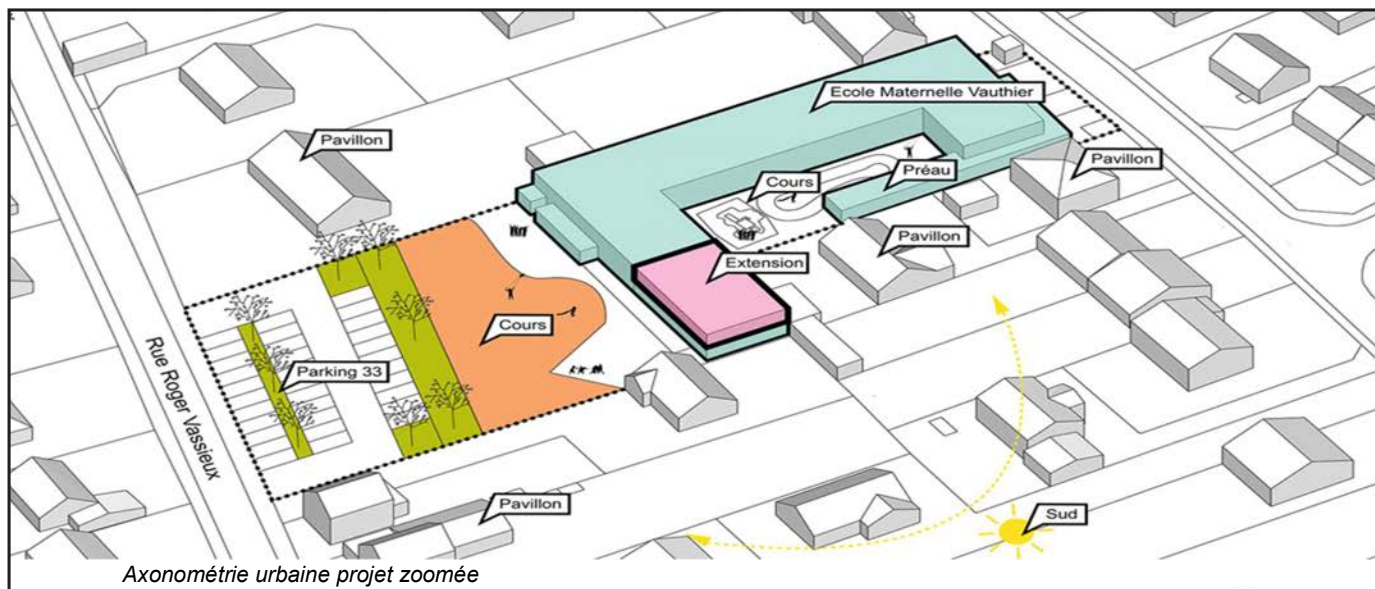 Ecole Maternelle Vauthier
Pavillon
Pavillon
Cours
Préau
Pavillon
Extension
Cours
Parking 33
Rue Roger Vassieux
Pavillon
Sud
Axonométrie urbaine projet zoomée